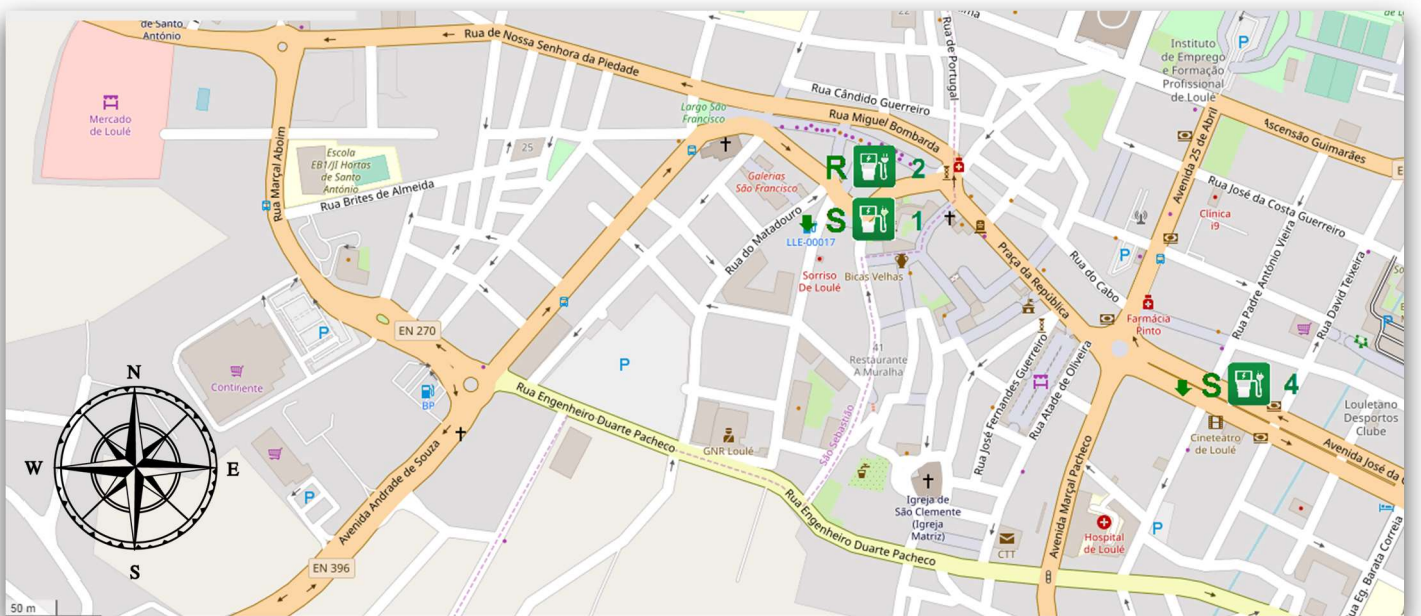 de Santo
António
Rua de Nossa Senhora da Piedade
22
Rua de Portugal
Instituto
de Emprego
e Formação
Profissional
de Loulé
P
Mercado
de Loulé
Rua Marçal Aboim
Escola
EB1/JI Hortas
de Santo
António
25
Largo São
Francisco
Rua Cândido Guerreiro
Rua Miguel Bombarda
Avenida 25 de Abril
Ascensão Guimarães
E
Rua Brites de Almeida
Galerias
São Francisco
R
2
Rua José da Costa Guerreiro
Clínica
i9
S
1
LLE-00017
Rua do Matadouro
Sorriso
De Loulé
Bicas Velhas
Praça da República
Rua do Cabo
P
Rua Padre António Vieira
Rua David Teixeira
P
EN 270
P
P
Farmácia
Pinto
41
Restaurante
A Muralha
Rua José Fernandes Guerreiro
Rua Atade de Oliveira
Continente
BP
N
W
E
S
S
4
Rua Engenheiro Duarte Pacheco
GNR Loulé
São Sebastião
Cineteatro
de Loulé
Louletano
Desportos
Clube
Avenida José da C
P
Avenida Andrade de Souza
Rua Engenheiro Duarte Pacheco
Igreja de
São Clemente
(Igreja
Matriz)
CTT
Avenida Marçal Pacheco
Hospital
de Loulé
P
ua Eg. Barata Correia
EN 396
50 m